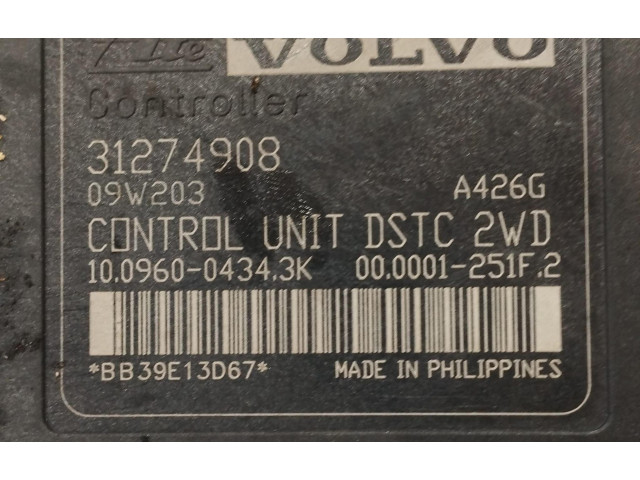 Ate VOLVO
Controller
31274908
09W203 A426G
CONTROL UNIT DSTC 2WD
10.0960-0434.3K 00.0001-251F.2
*BB39E13D67* MADE IN PHILIPPINES